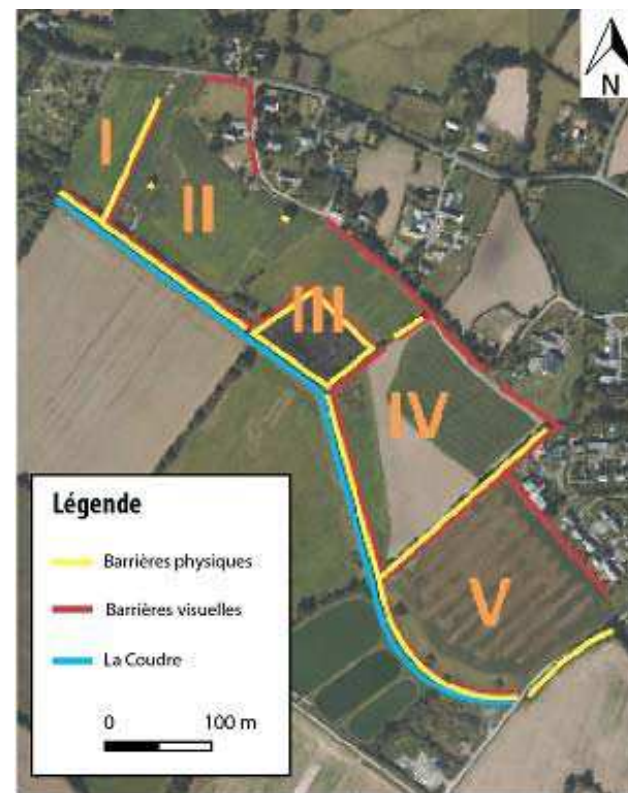 N
I
II
III
IV
V
Légende
Barrières physiques
Barrières visuelles
La Coudre
0 100 m